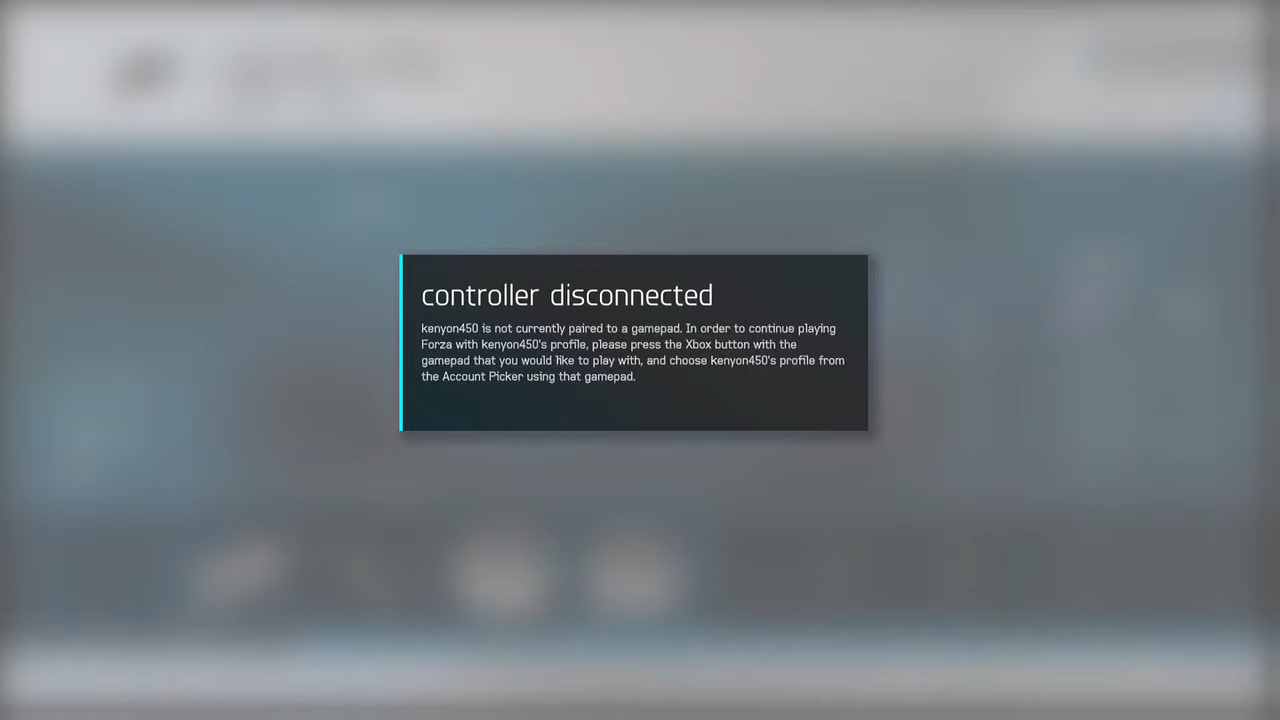 controller disconnected
kenyon450 is not currently paired to a gamepad. In order to continue playing
Forza with kenyon450's profile, please press the Xbox button with the
gamepad that you would like to play with, and choose kenyon450's profile from
the Account Picker using that gamepad.